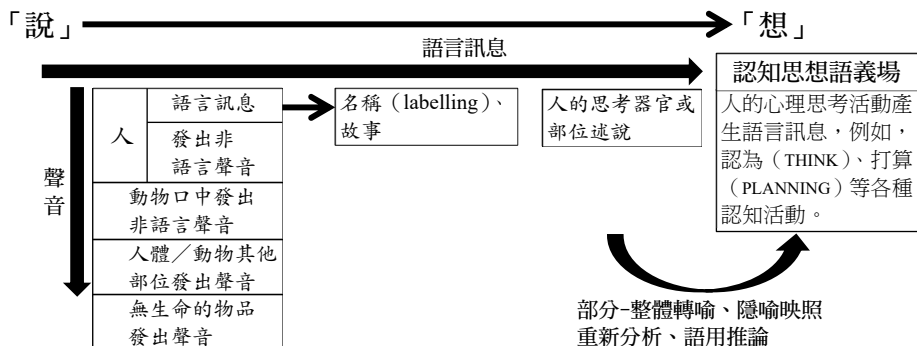 「說」
「想」
語言訊息
聲音
人
語言訊息
發出非
語言聲音
動物口中發出
非語言聲音
人體／動物其他
部位發出聲音
無生命的物品
發出聲音
名稱（labelling）、
故事
人的思考器官或
部位述說
認知思想語義場
人的心理思考活動產
生語言訊息，例如，
認為（THINK）、打算
（PLANNING）等各種
認知活動。
部分-整體轉喻、隱喻映照
重新分析、語用推論